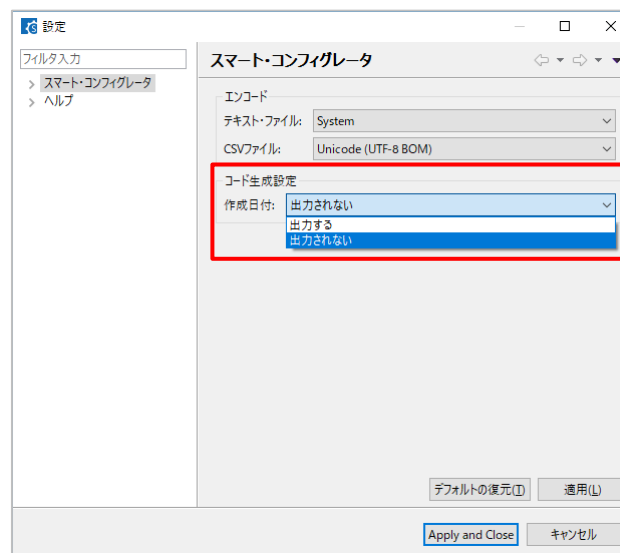 設定
フィルタ入力
スマート・コンフィグレータ
ヘルプ
スマート・コンフィグレータ
エンコード
テキスト・ファイル: System
CSVファイル: Unicode (UTF-8 BOM)
コード生成設定
作成日付: 出力されない
出力する
出力されない
デフォルトの復元(T) 適用(L)
Apply and Close キャンセル